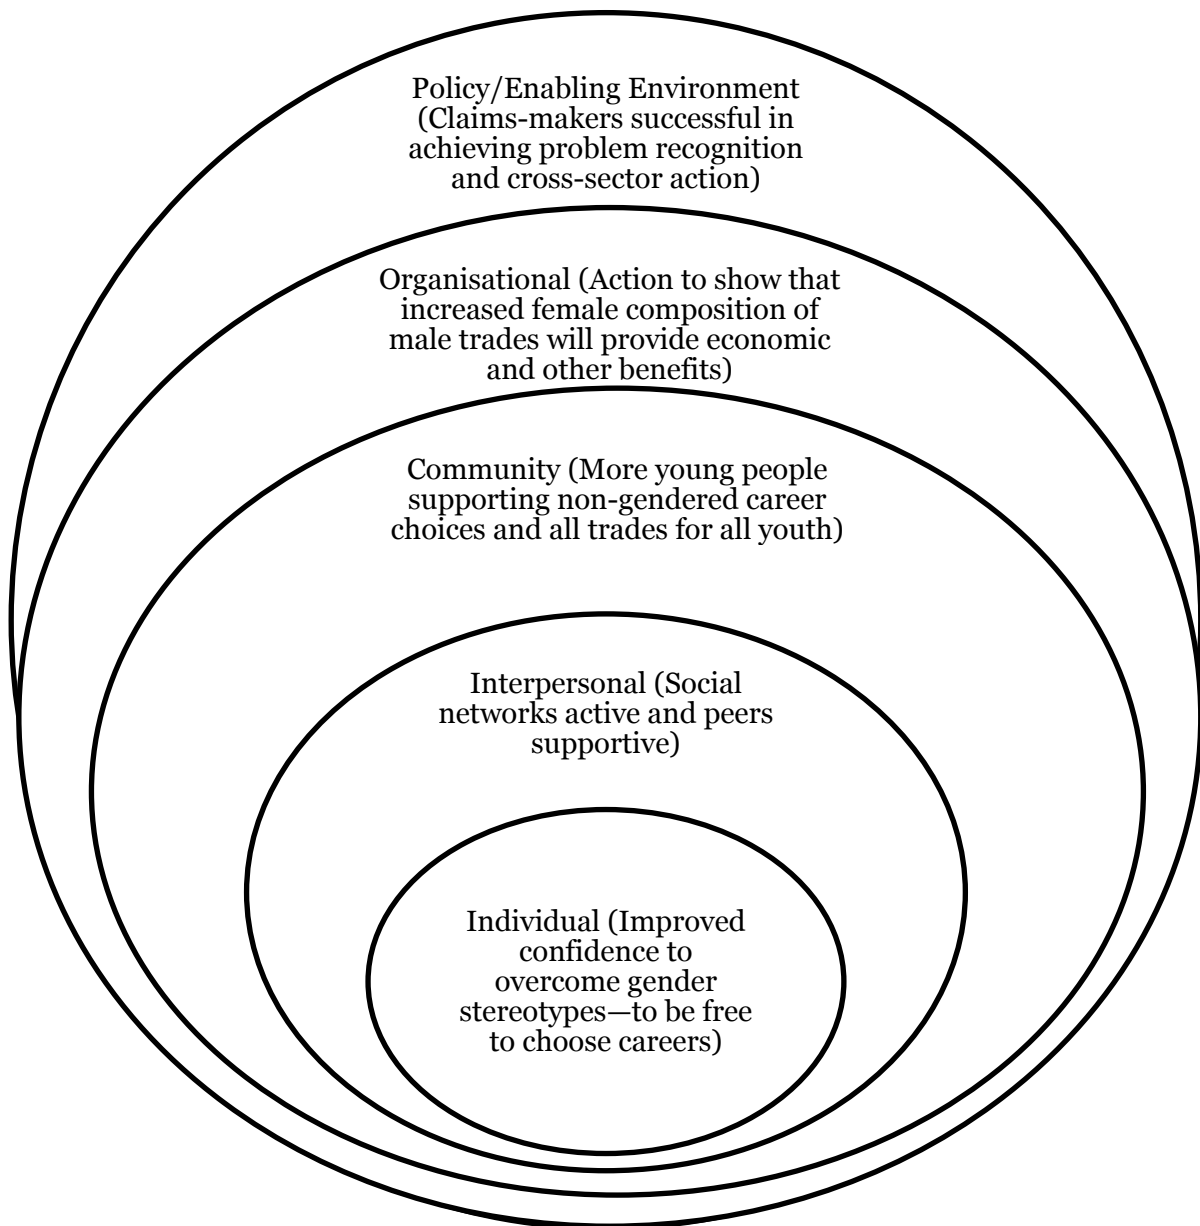 Policy/Enabling Environment
(Claims-makers successful in
achieving problem recognition
and cross-sector action)
Organisational (Action to show that
increased female composition of
male trades will provide economic
and other benefits)
Community (More young people
supporting non-gendered career
choices and all trades for all youth)
Interpersonal (Social
networks active and peers
supportive)
Individual (Improved
confidence to
overcome gender
stereotypes—to be free
to choose careers)